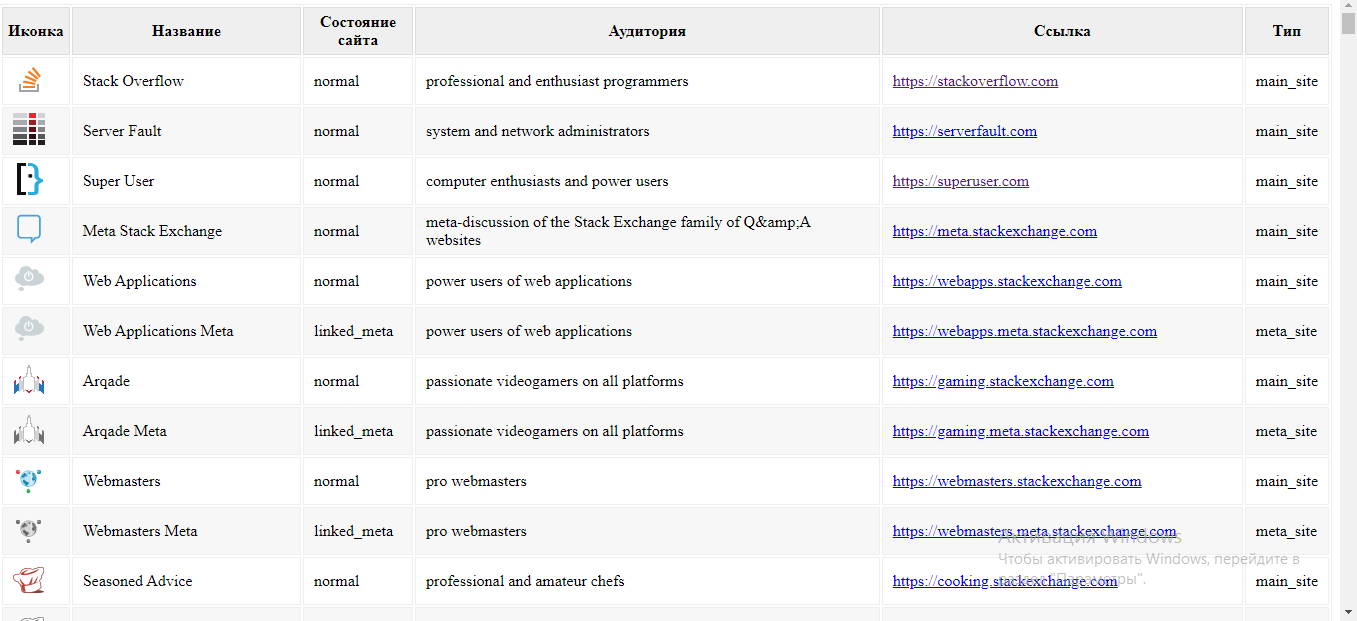 Иконка Название Состояние сайта Аудитория Ссылка Тип
Stack Overflow normal professional and enthusiast programmers https://stackoverflow.com main_site
Server Fault normal system and network administrators https://serverfault.com main_site
Super User normal computer enthusiasts and power users https://superuser.com main_site
Meta Stack Exchange normal meta-discussion of the Stack Exchange family of Q&amp;A websites https://meta.stackexchange.com main_site
Web Applications normal power users of web applications https://webapps.stackexchange.com main_site
Web Applications Meta linked_meta power users of web applications https://webapps.meta.stackexchange.com meta_site
Arqade normal passionate videogamers on all platforms https://gaming.stackexchange.com main_site
Arqade Meta linked_meta passionate videogamers on all platforms https://gaming.meta.stackexchange.com meta_site
Webmasters normal pro webmasters https://webmasters.stackexchange.com main_site
Webmasters Meta linked_meta pro webmasters https://webmasters.meta.stackexchange.com meta_site
Активация Windows
Чтобы активировать Windows, перейдите в
Seasoned Advice normal professional and amateur chefs https://cooking.stackexchange.com main_site
раздел "Параметры".